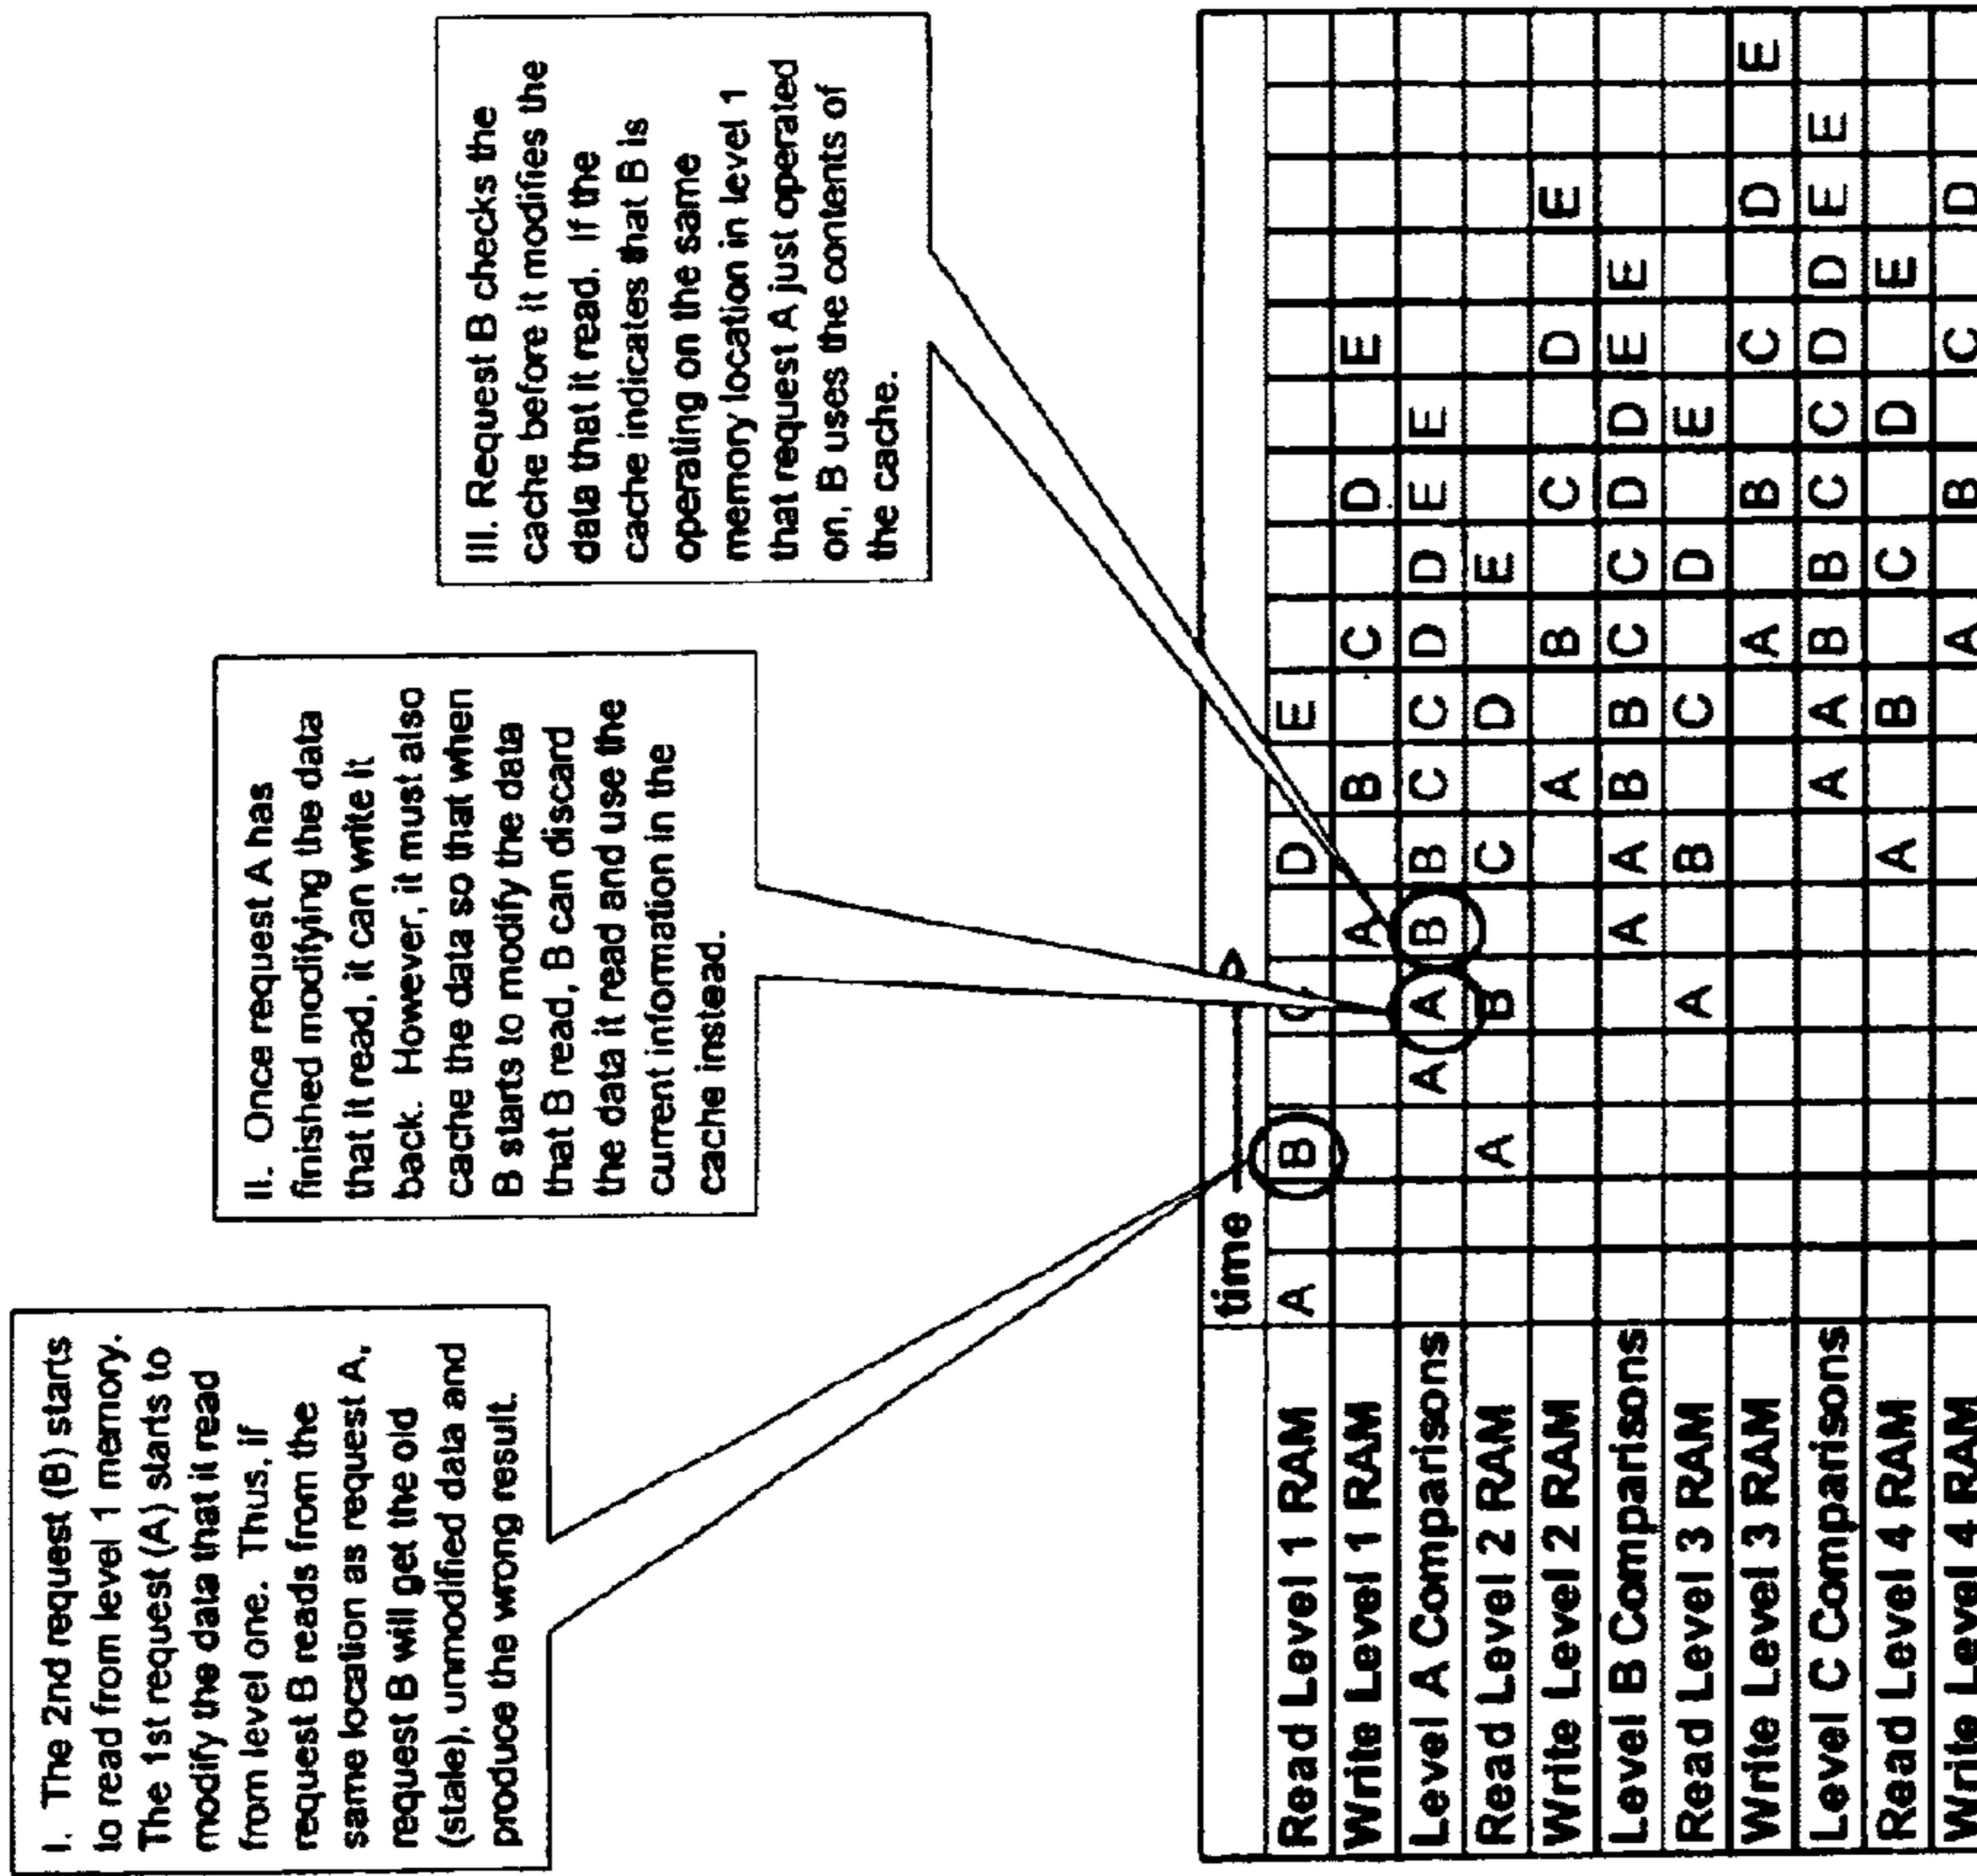 I. The 2nd request (B) starts
to read from level 1 memory.
The 1st request (A) starts to
modify the data that it read
from level one. Thus, if
request B reads from the
same location as request A,
request B will get the old
(stale), unmodified data and
produce the wrong result.
II. Once request A has
finished modifying the data
that it read, it can write it
back. However, it must also
cache the data so that when
B starts to modify the data
that B read, B can discard
the data it read and use the
current information in the
cache instead.
III. Request B checks the
cache before it modifies the
data that it read. If the
cache indicates that B is
operating on the same
memory location in level 1
that request A just operated
on, B uses the contents of
the cache.
time
Read Level 1 RAM A B C D E
Write Level 1 RAM A B C D E
Level A Comparisons A A B B C C D D E E
Read Level 2 RAM A B C D E
Write Level 2 RAM A B C D E
Level B Comparisons A A B B C C D D E E
Read Level 3 RAM A B C D E
Write Level 3 RAM A B C D E
Level C Comparisons A A B B C C D D E E
Read Level 4 RAM A B C D E
Write Level 4 RAM A B C D